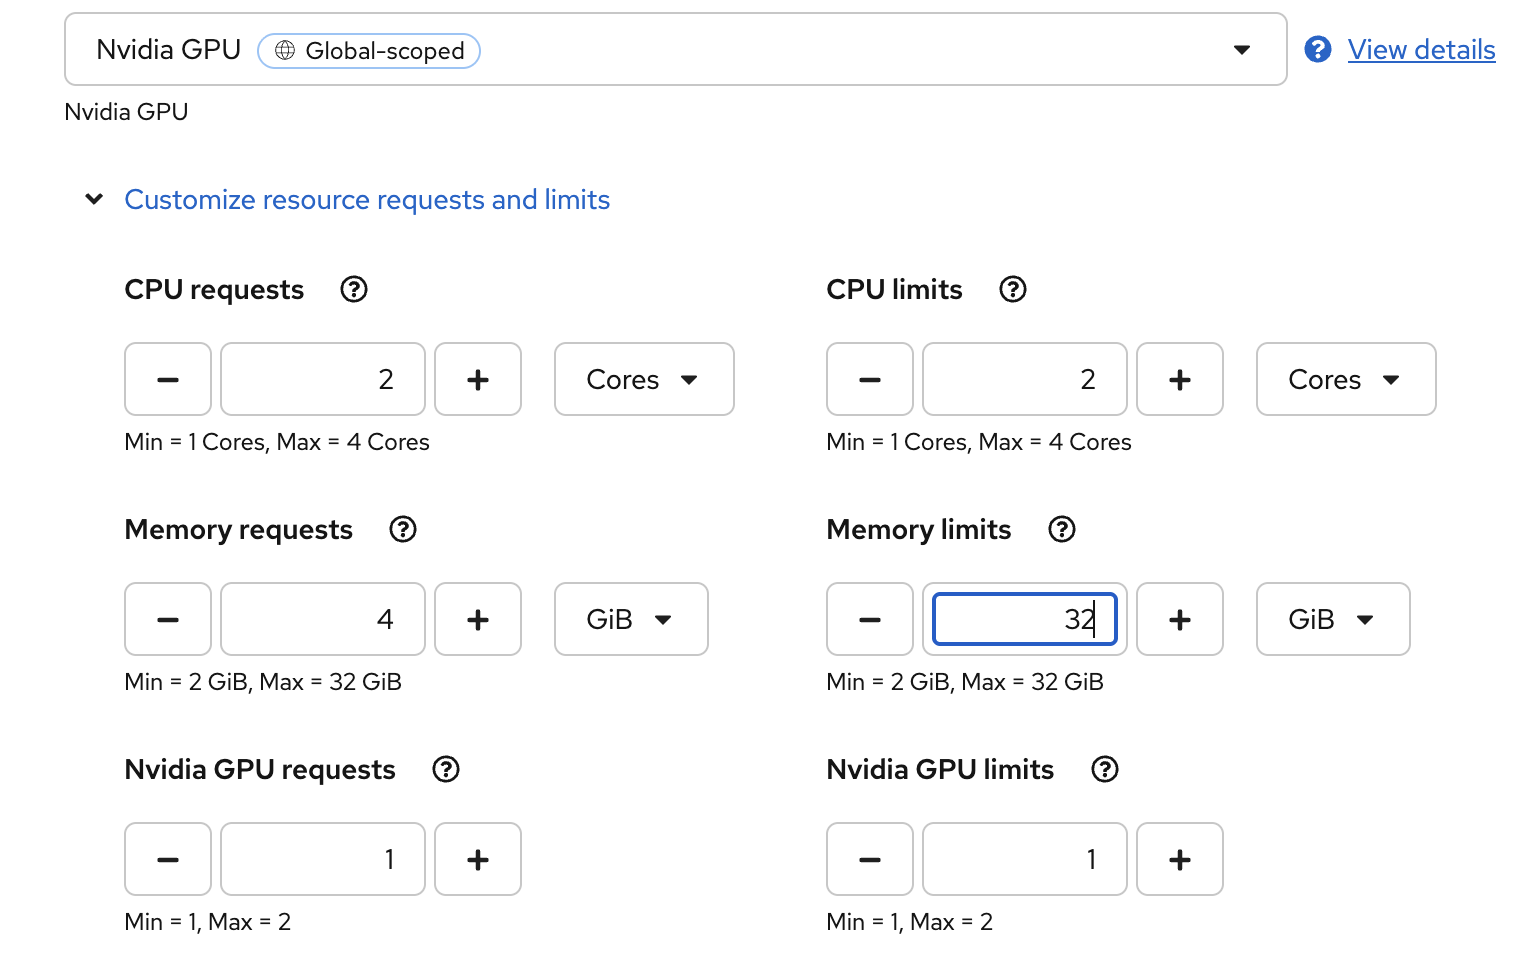 Nvidia GPU Global-scoped
? View details
Nvidia GPU
Customize resource requests and limits
CPU requests ? CPU limits ?
− 2 + Cores − 2 + Cores
Min = 1 Cores, Max = 4 Cores Min = 1 Cores, Max = 4 Cores
Memory requests ? Memory limits ?
− 4 + GiB − 32 + GiB
Min = 2 GiB, Max = 32 GiB Min = 2 GiB, Max = 32 GiB
Nvidia GPU requests ? Nvidia GPU limits ?
− 1 + − 1 +
Min = 1, Max = 2 Min = 1, Max = 2